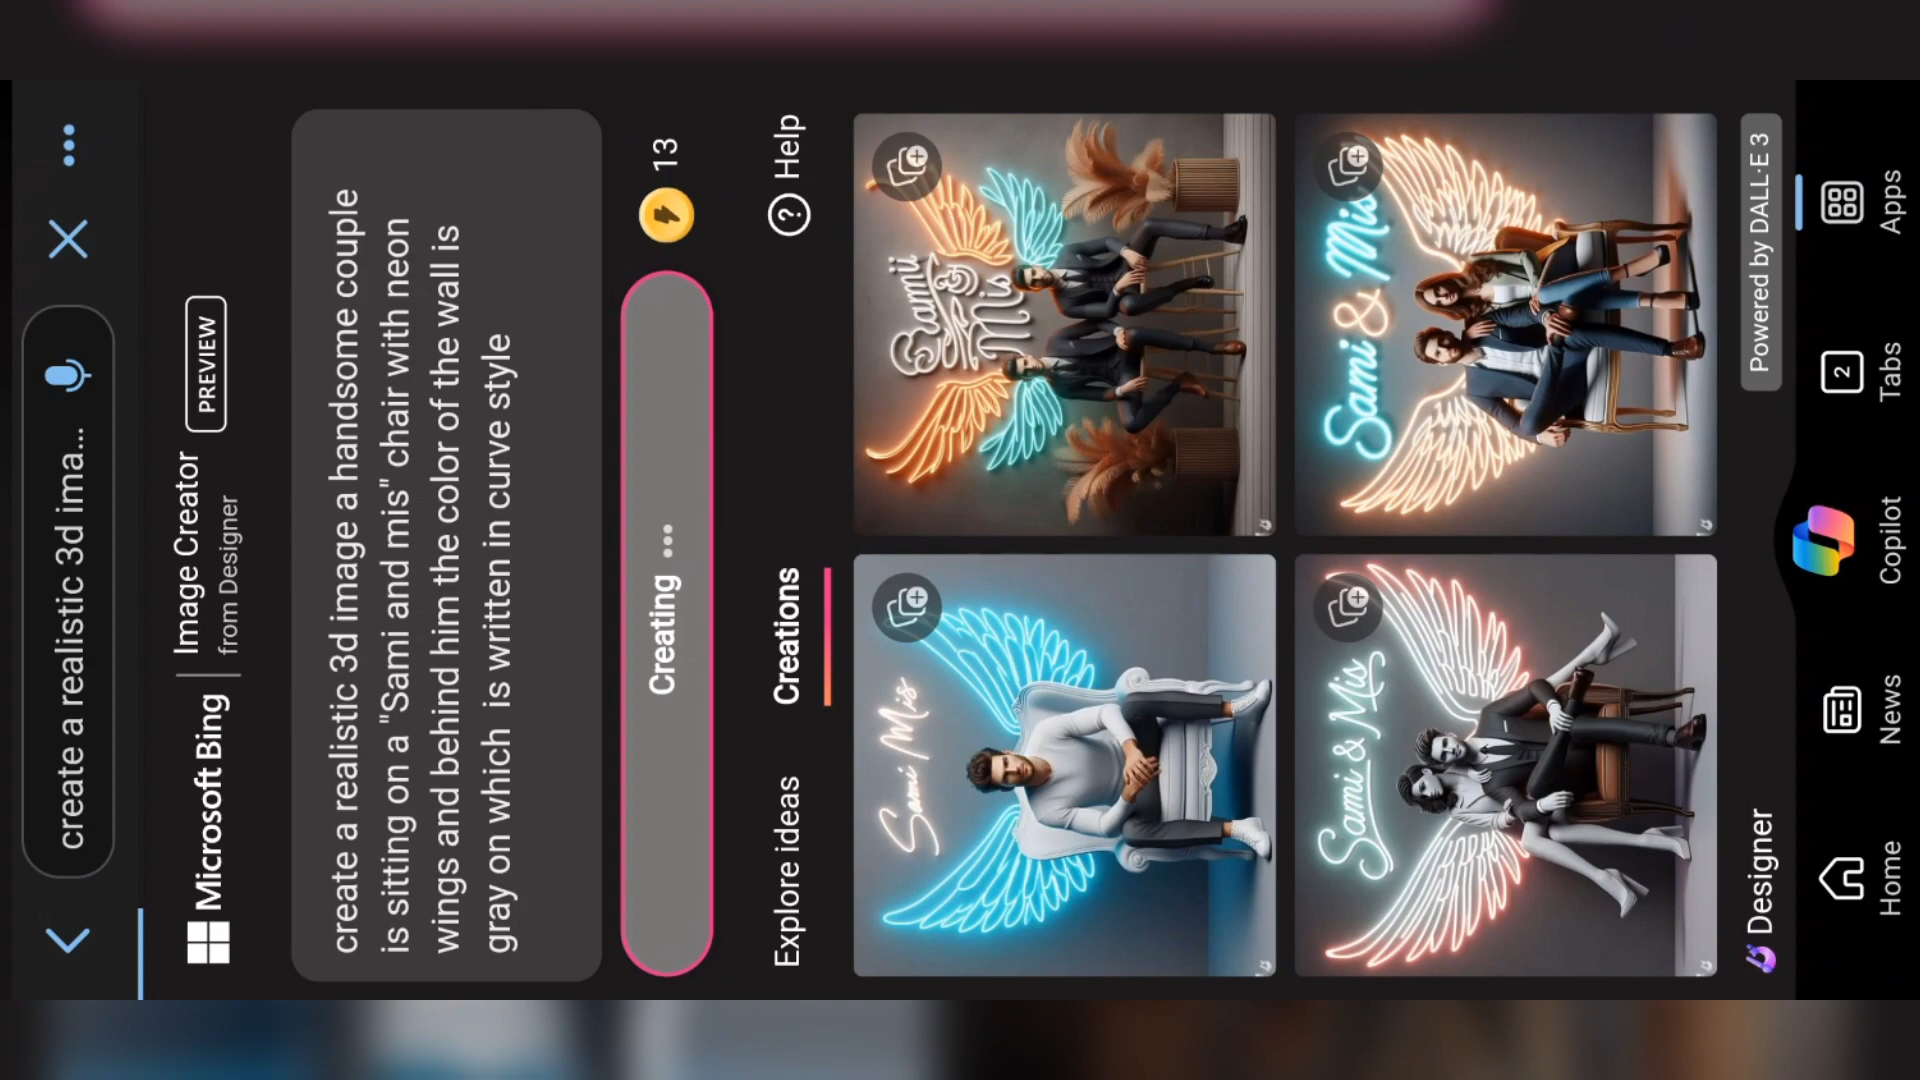 create a realistic 3d ima...
Microsoft Bing
Image Creator
from Designer
PREVIEW
create a realistic 3d image a handsome couple
is sitting on a "Sami and mis" chair with neon
wings and behind him the color of the wall is
gray on which  is written in curve style
Creating ...
13
Explore ideas
Creations
Help
Sami Mis
Samii
&
Mis
Sami & Mis
Sami & Mis
Designer
Powered by DALL·E 3
Home
News
Copilot
2
Tabs
Apps